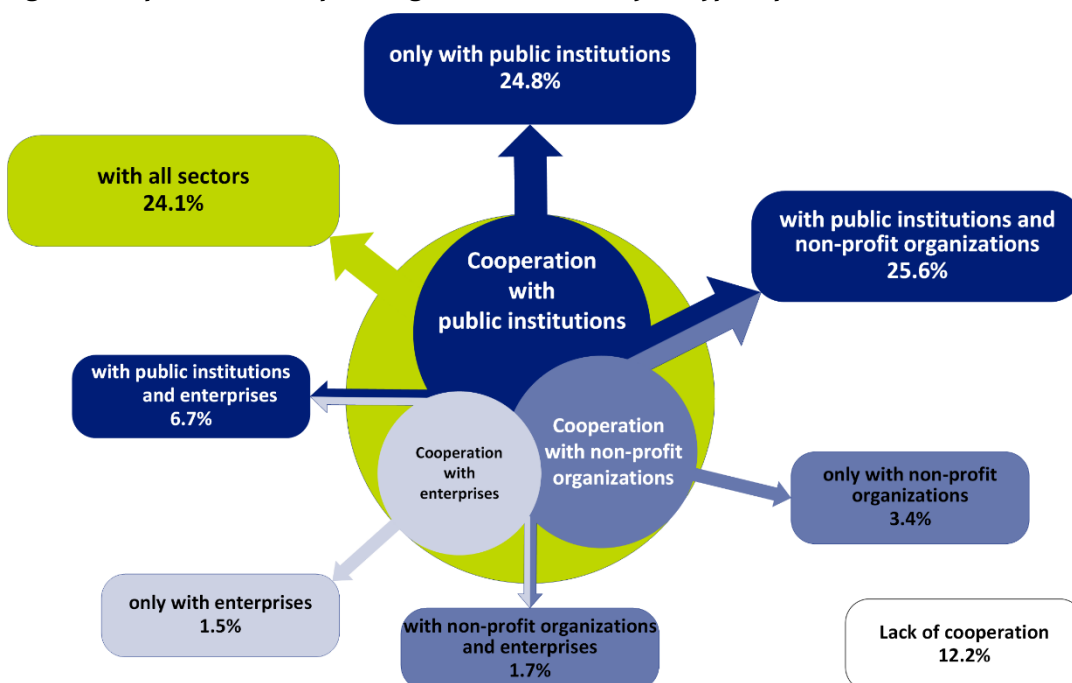 only with public institutions
24.8%
with all sectors
24.1%
with public institutions and
non-profit organizations
25.6%
Cooperation
with
public institutions
with public institutions
and enterprises
6.7%
Cooperation
with
enterprises
Cooperation
with non-profit
organizations
only with non-profit
organizations
3.4%
only with enterprises
1.5%
with non-profit organizations
and enterprises
1.7%
Lack of cooperation
12.2%